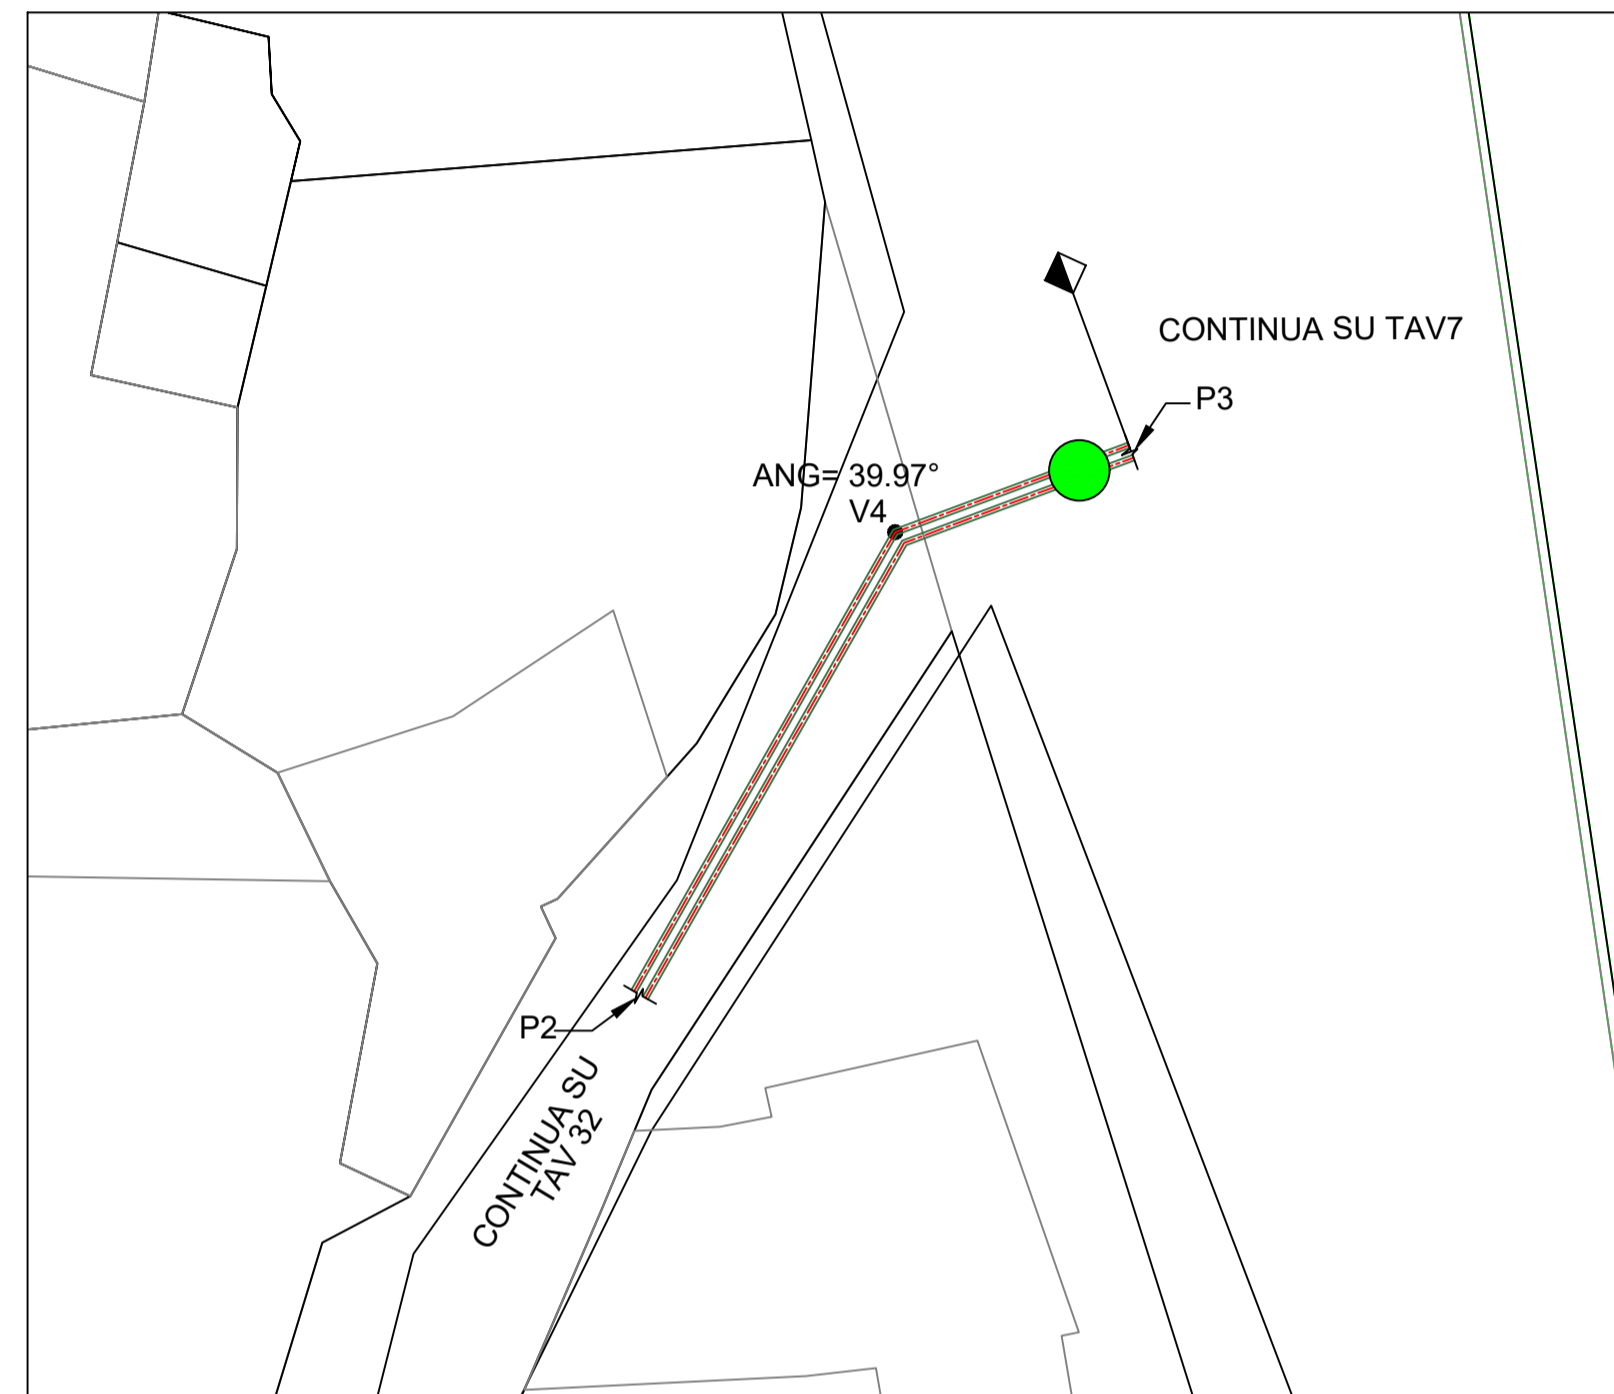 CONTINUA SU TAV7
P3
ANG= 39.97°
V4
P2
CONTINUA SU
TAV 32